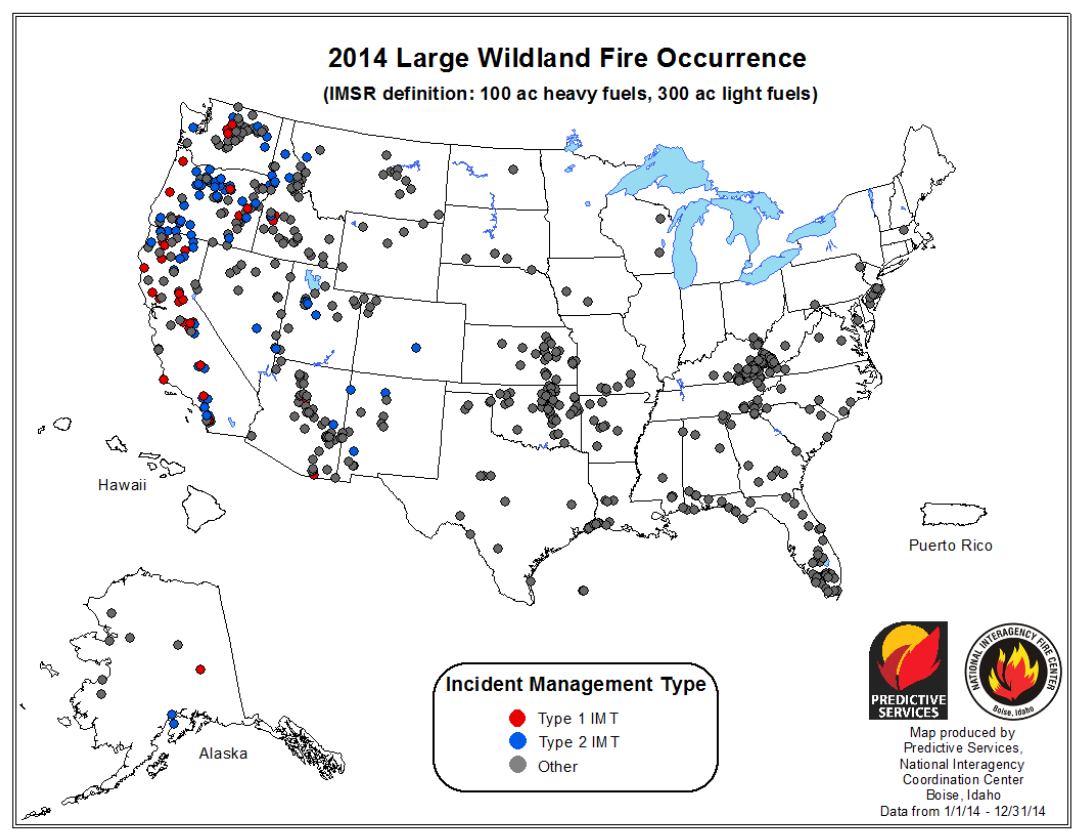 2014 Large Wildland Fire Occurrence
(IMSR definition: 100 ac heavy fuels, 300 ac light fuels)
Hawaii
Puerto Rico
Alaska
Incident Management Type
Type 1 IMT
Type 2 IMT
Other
PREDICTIVE
SERVICES
NATIONAL INTERAGENCY FIRE CENTER
Boise, Idaho
Map produced by
Predictive Services,
National Interagency
Coordination Center
Boise, Idaho
Data from 1/1/14 - 12/31/14